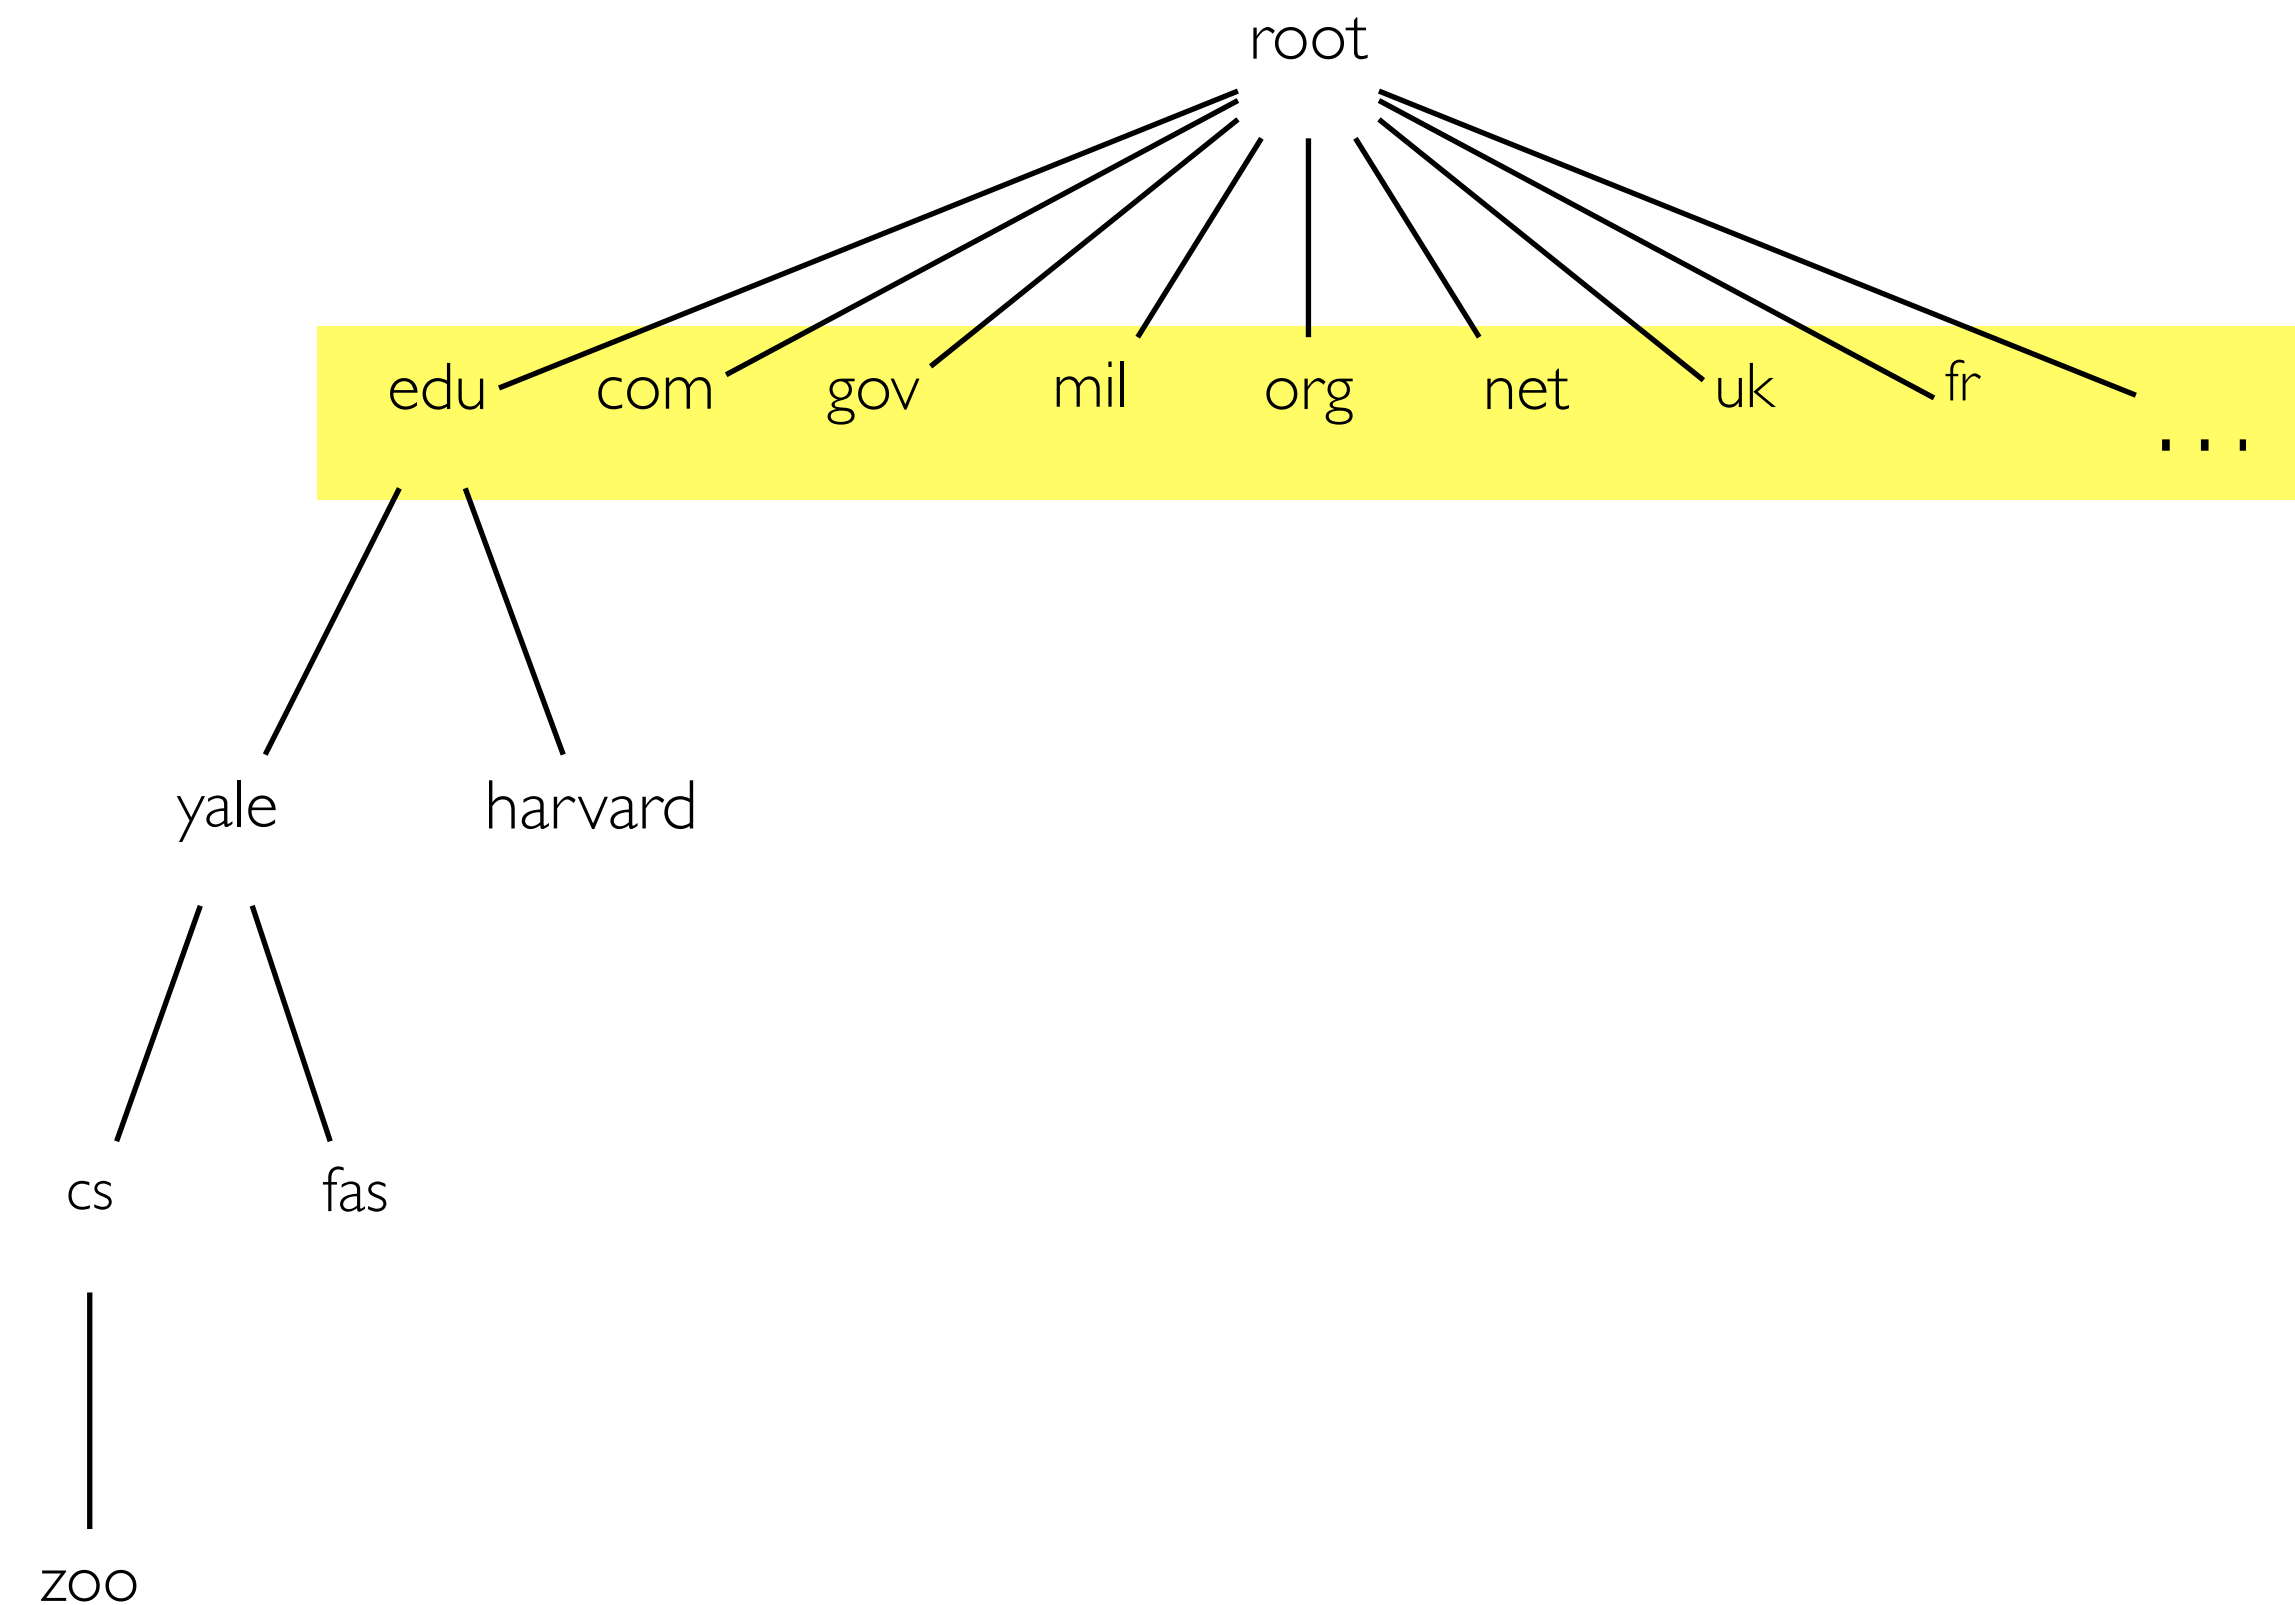 root
edu com gov mil org net uk fr ...
yale harvard
cs fas
zoo